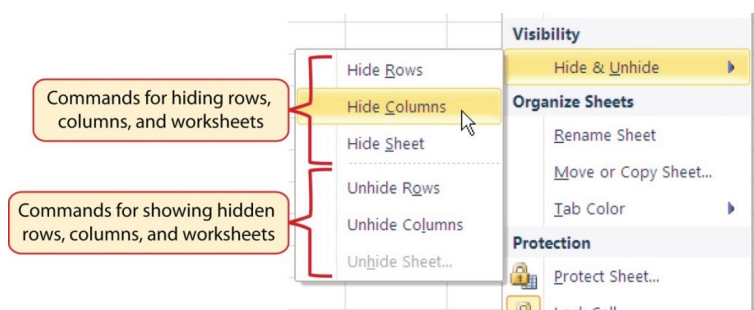 Visibility
Hide & Unhide
Organize Sheets
Rename Sheet
Move or Copy Sheet...
Tab Color
Protection
Protect Sheet...
Hide Rows
Hide Columns
Hide Sheet
Unhide Rows
Unhide Columns
Unhide Sheet...
Commands for hiding rows,
columns, and worksheets
Commands for showing hidden
rows, columns, and worksheets